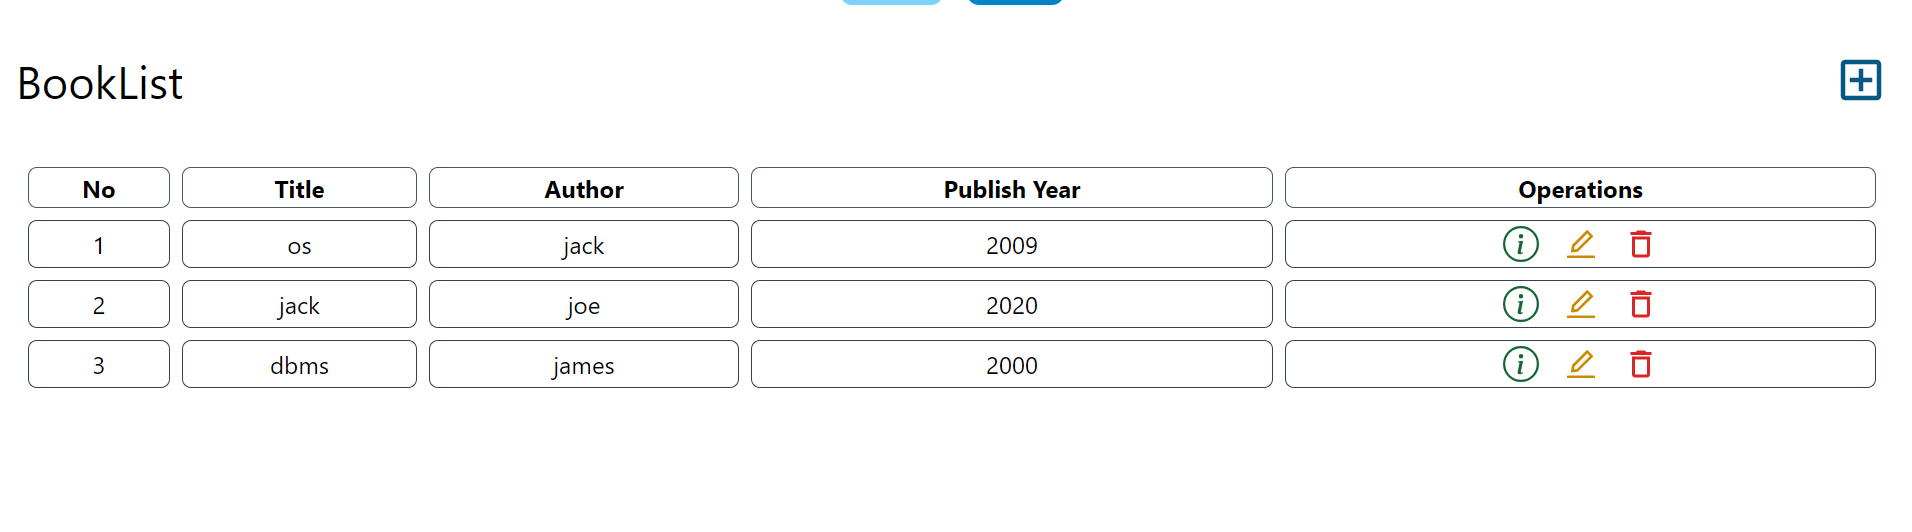 BookList
No Title Author Publish Year Operations
1 os jack 2009
2 jack joe 2020
3 dbms james 2000